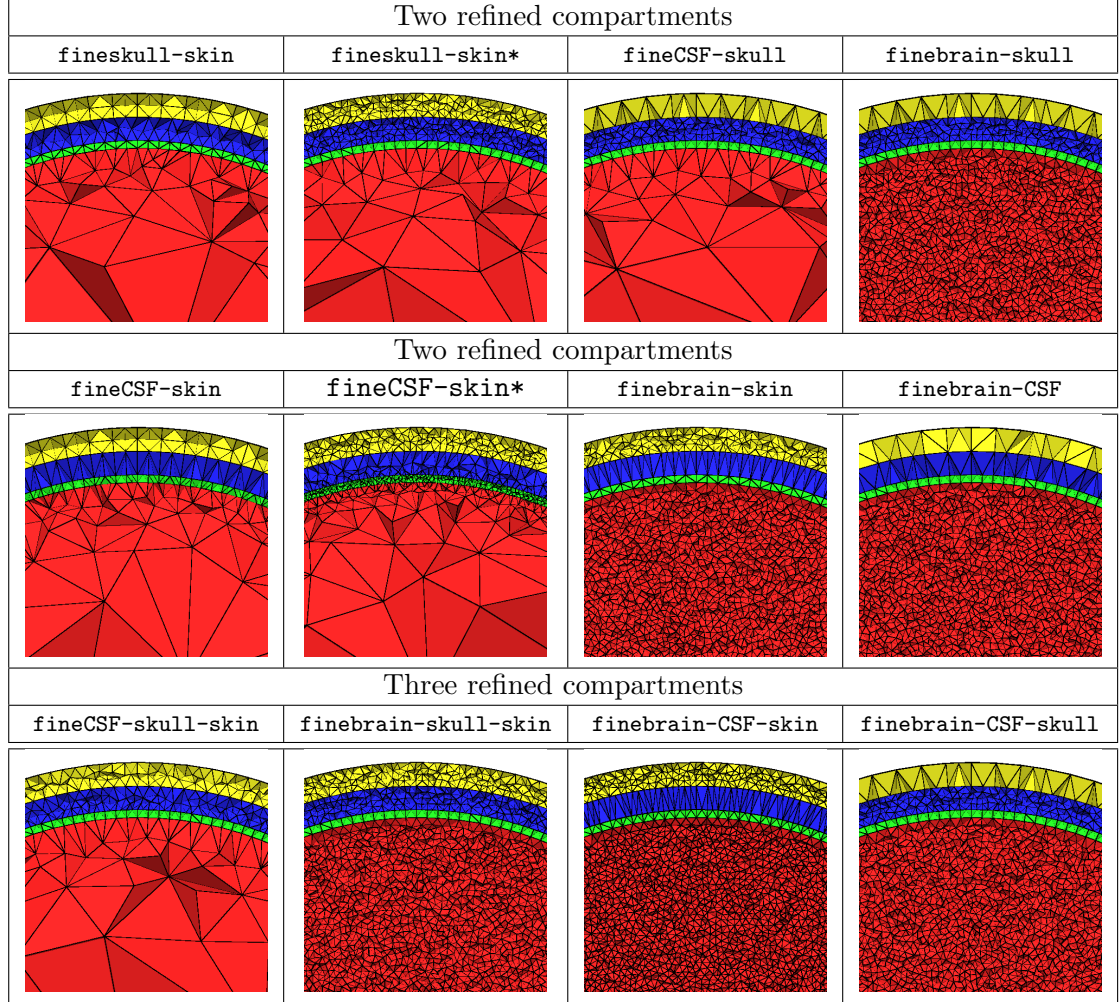 Two refined compartments
fineskull-skin fineskull-skin* fineCSF-skull finebrain-skull
Two refined compartments
fineCSF-skin fineCSF-skin* finebrain-skin finebrain-CSF
Three refined compartments
fineCSF-skull-skin finebrain-skull-skin finebrain-CSF-skin finebrain-CSF-skull